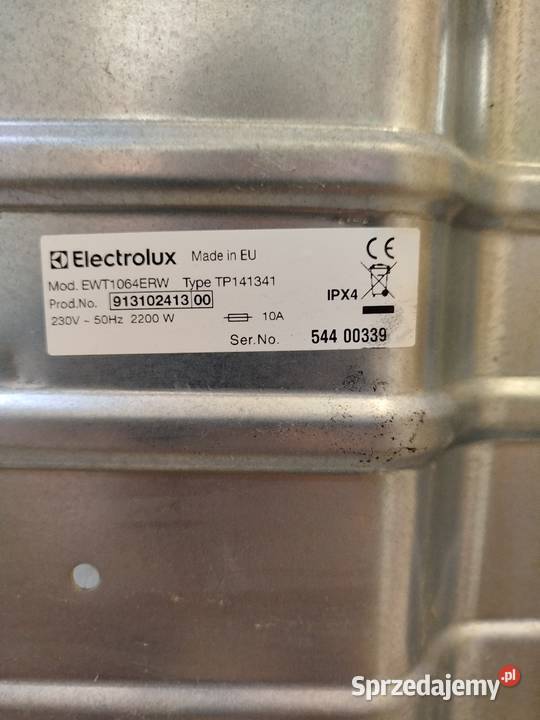 Electrolux Made in EU
Mod. EWT1064ERW Type TP141341
Prod.No. 913102413 00
IPX4
230V ~ 50Hz 2200 W 10A
Ser.No. 544 00339
Sprzedajemy.pl